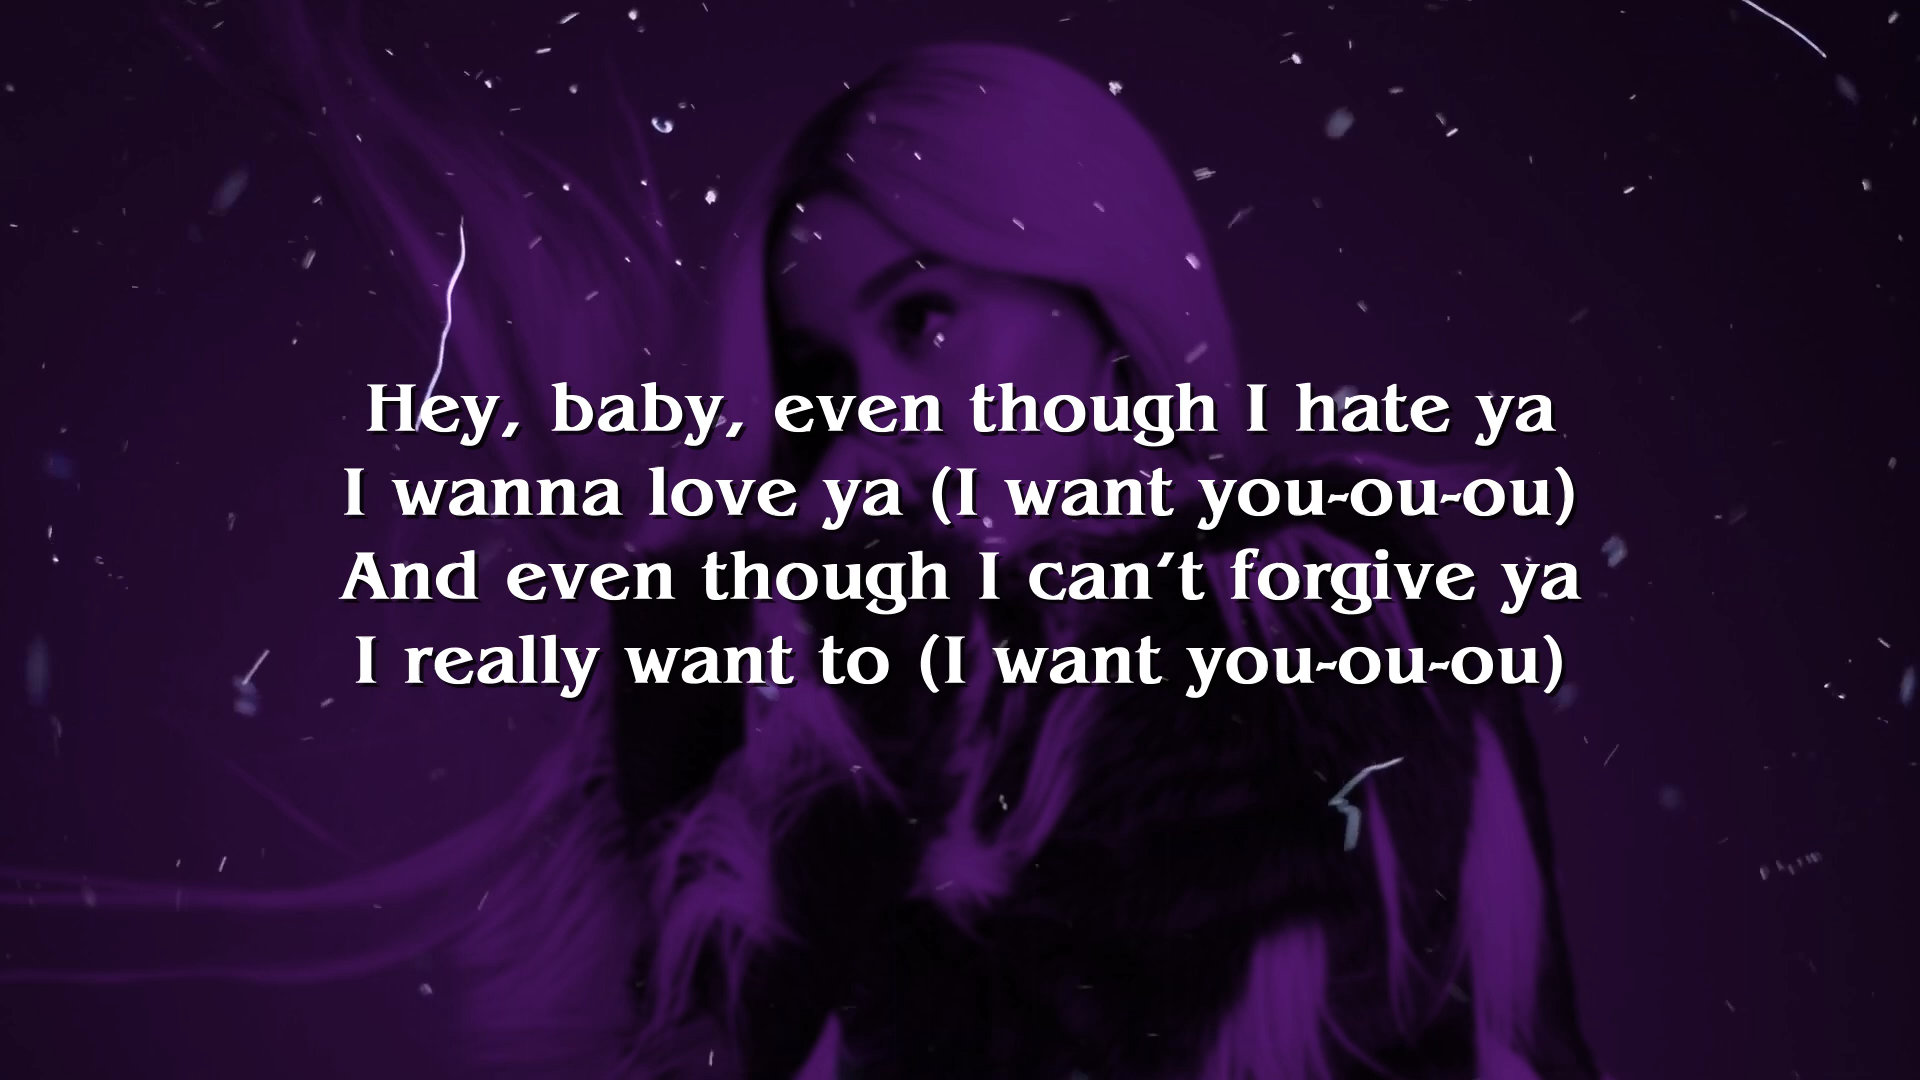 Hey, baby, even though I hate ya
I wanna love ya (I want you-ou-ou)
And even though I can't forgive ya
I really want to (I want you-ou-ou)